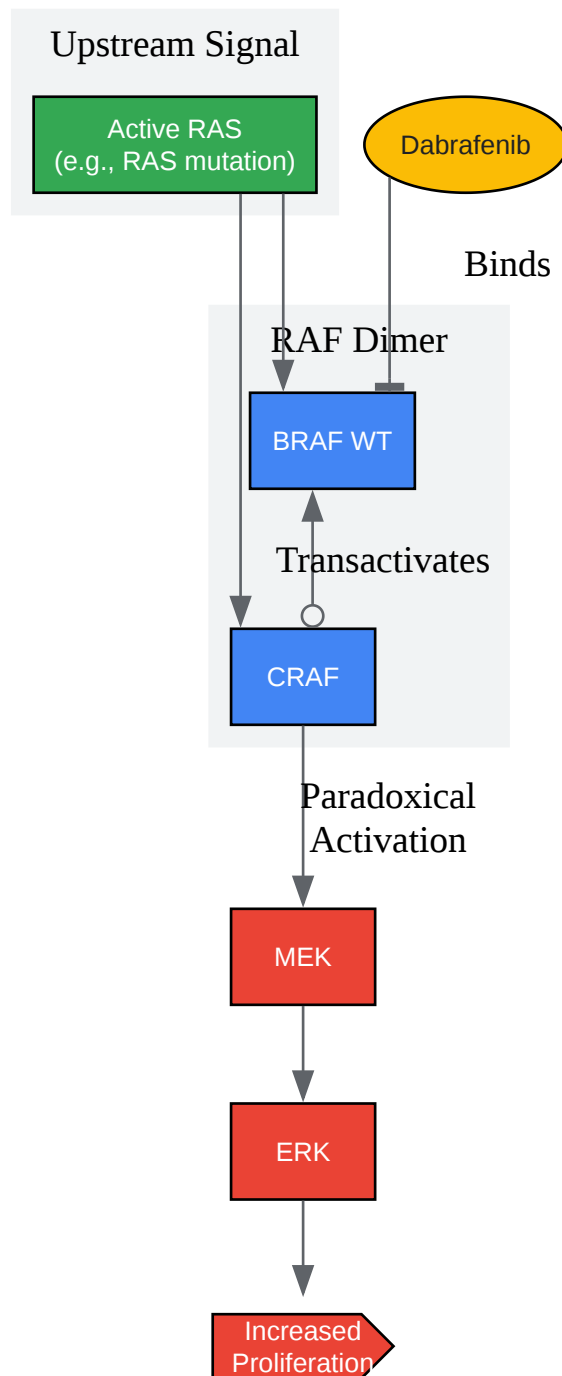 Upstream Signal
Active RAS
(e.g., RAS mutation)
Dabrafenib
Binds
RAF Dimer
BRAF WT
Transactivates
CRAF
Paradoxical
Activation
MEK
ERK
Increased
Proliferation